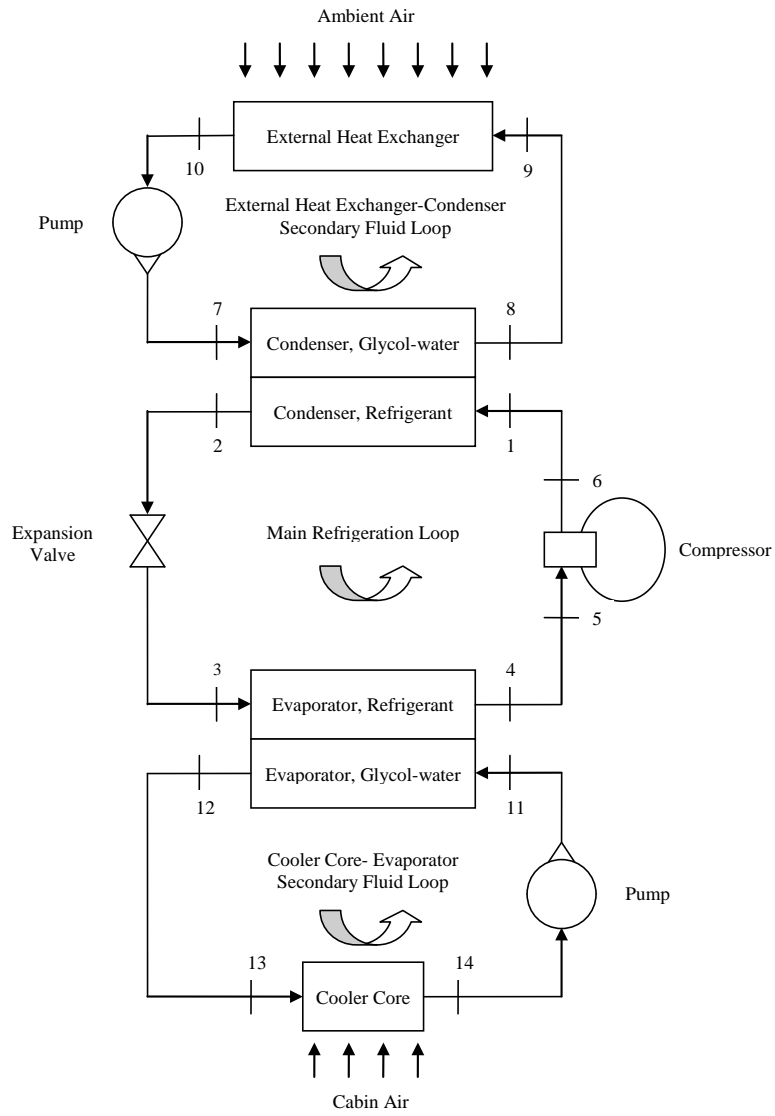 Ambient Air
External Heat Exchanger
10
9
Pump
External Heat Exchanger-Condenser
Secondary Fluid Loop
7
8
Condenser, Glycol-water
Condenser, Refrigerant
2
1
6
Expansion
Valve
Main Refrigeration Loop
Compressor
5
3
4
Evaporator, Refrigerant
Evaporator, Glycol-water
12
11
Cooler Core- Evaporator
Secondary Fluid Loop
Pump
13
14
Cooler Core
Cabin Air